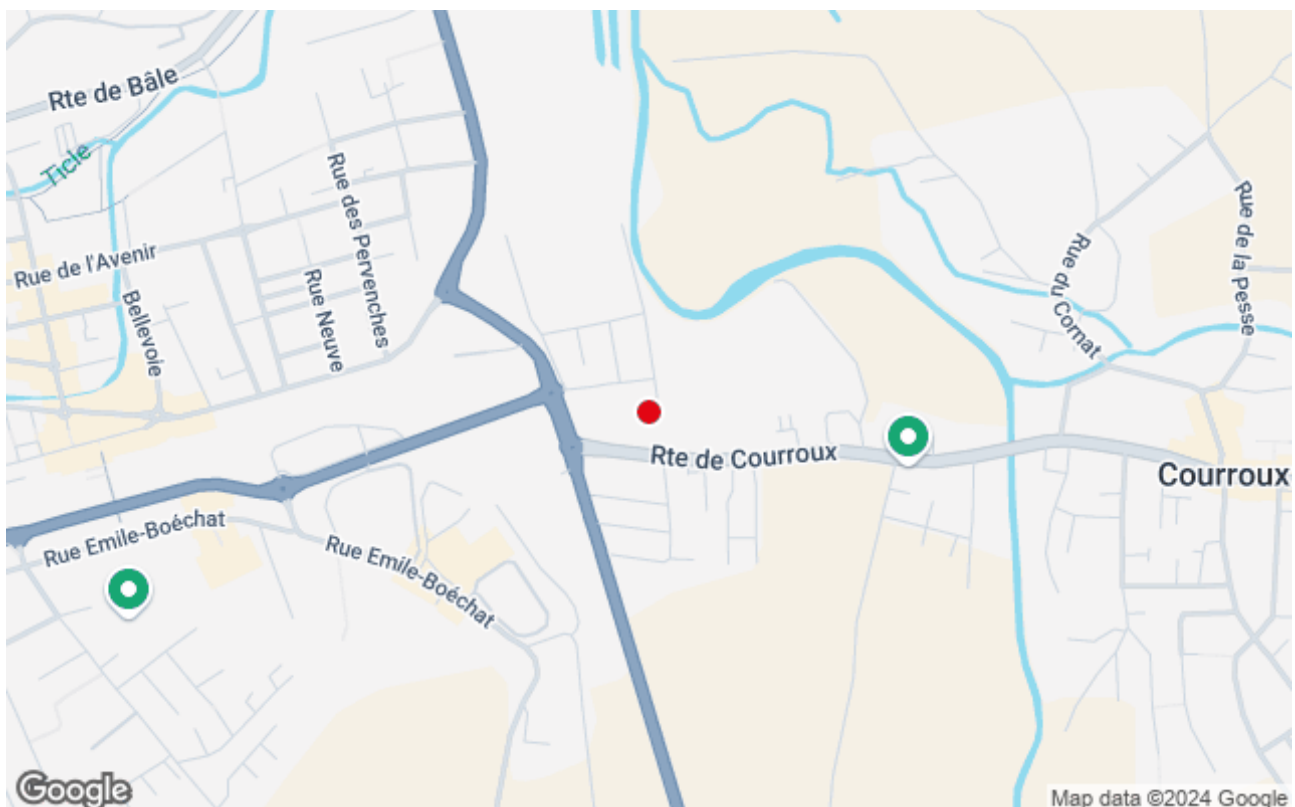 Rte de Bâle
Ticle
Rue des Pervenches
Rue de l'Avenir
Rue Neuve
Bellevoie
Rue du Cornat
Rue de la Pesse
Rte de Courroux
Courroux
Rue Emile-Boéchat
Rue Emile-Boéchat
Google
Map data ©2024 Google